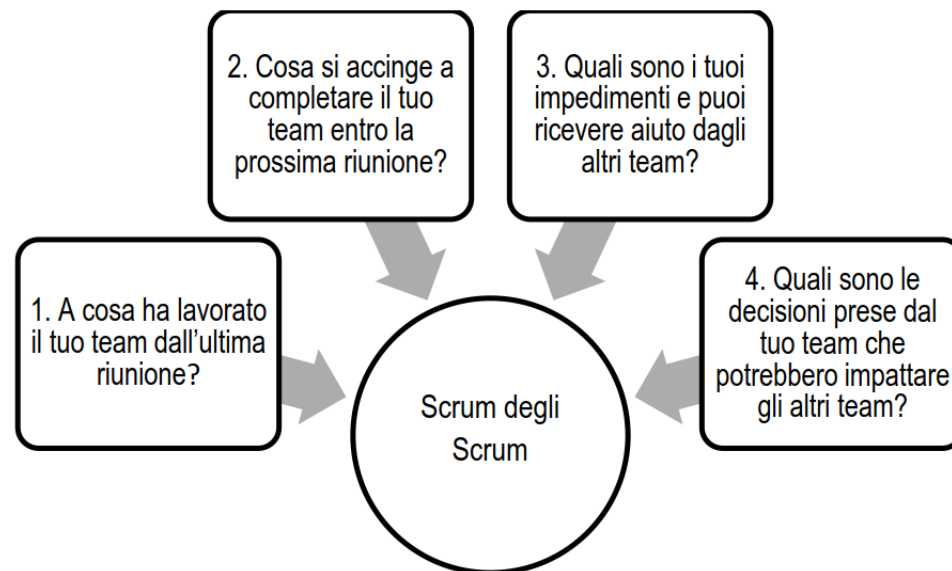 1. A cosa ha lavorato
il tuo team dall’ultima
riunione?
2. Cosa si accinge a
completare il tuo
team entro la
prossima riunione?
3. Quali sono i tuoi
impedimenti e puoi
ricevere aiuto dagli
altri team?
4. Quali sono le
decisioni prese dal
tuo team che
potrebbero impattare
gli altri team?
Scrum degli
Scrum